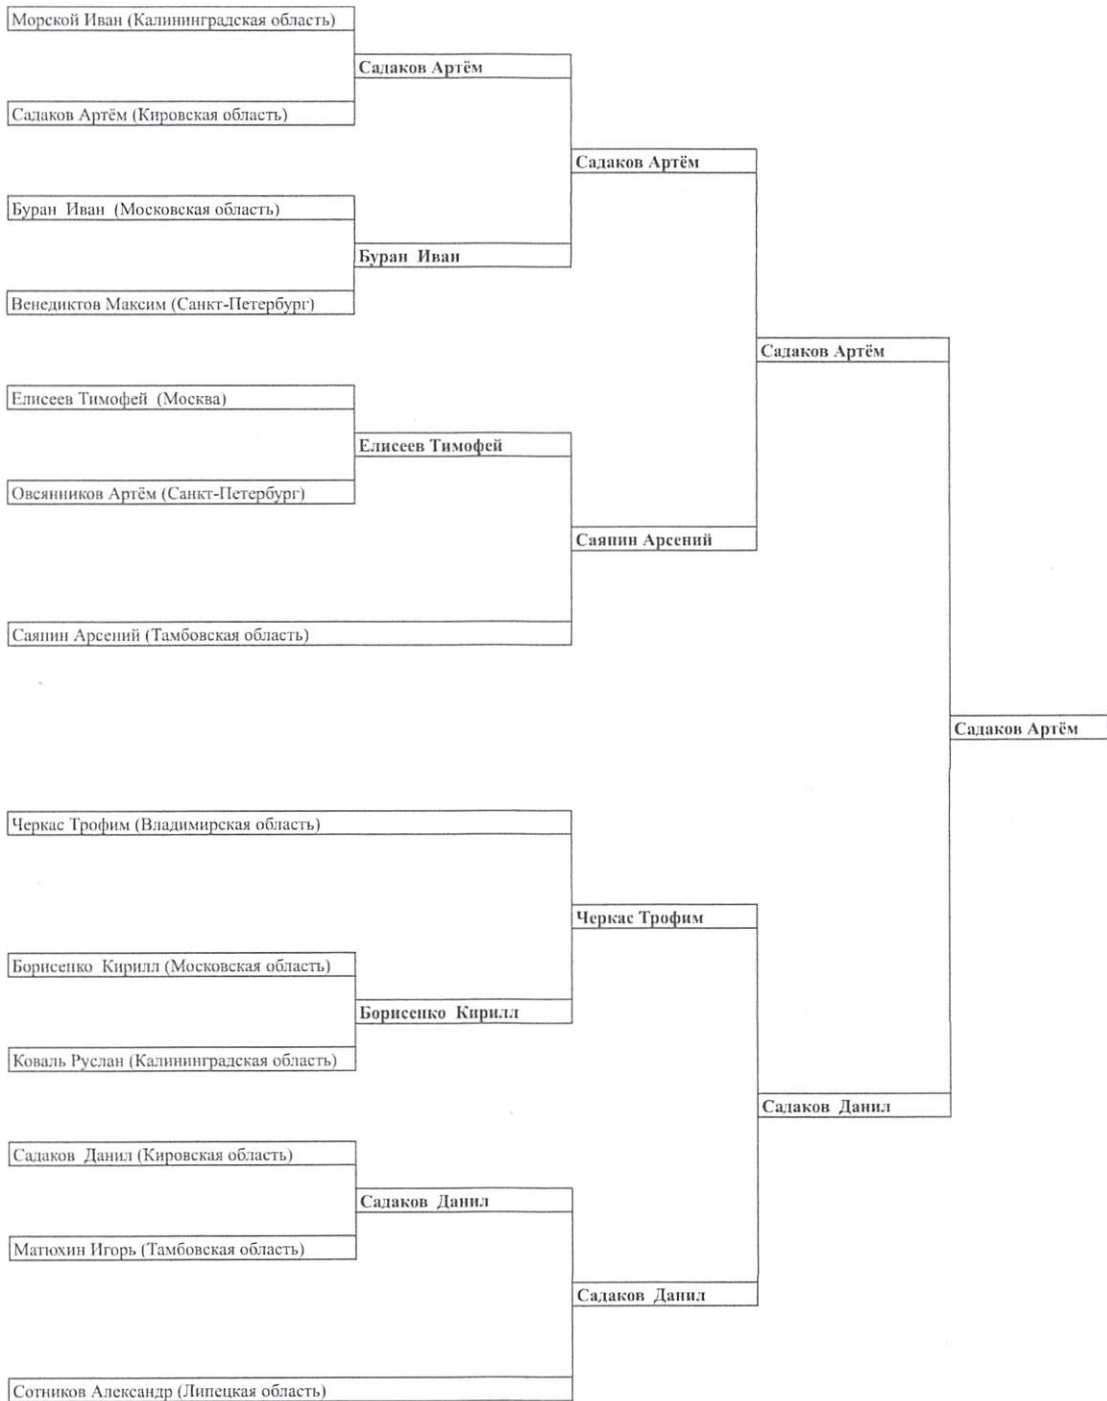 Морской Иван (Калининградская область)
Садаков Артём
Садаков Артём (Кировская область)
Садаков Артём
Буран Иван (Московская область)
Буран Иван
Венедиктов Максим (Санкт-Петербург)
Садаков Артём
Елисеев Тимофей (Москва)
Елисеев Тимофей
Овсянников Артём (Санкт-Петербург)
Саяпин Арсений
Саяпин Арсений (Тамбовская область)
Садаков Артём
Черкас Трофим (Владимирская область)
Черкас Трофим
Борисенко Кирилл (Московская область)
Борисенко Кирилл
Коваль Руслан (Калининградская область)
Садаков Данил
Садаков Данил (Кировская область)
Садаков Данил
Матюхин Игорь (Тамбовская область)
Садаков Данил
Сотников Александр (Липецкая область)